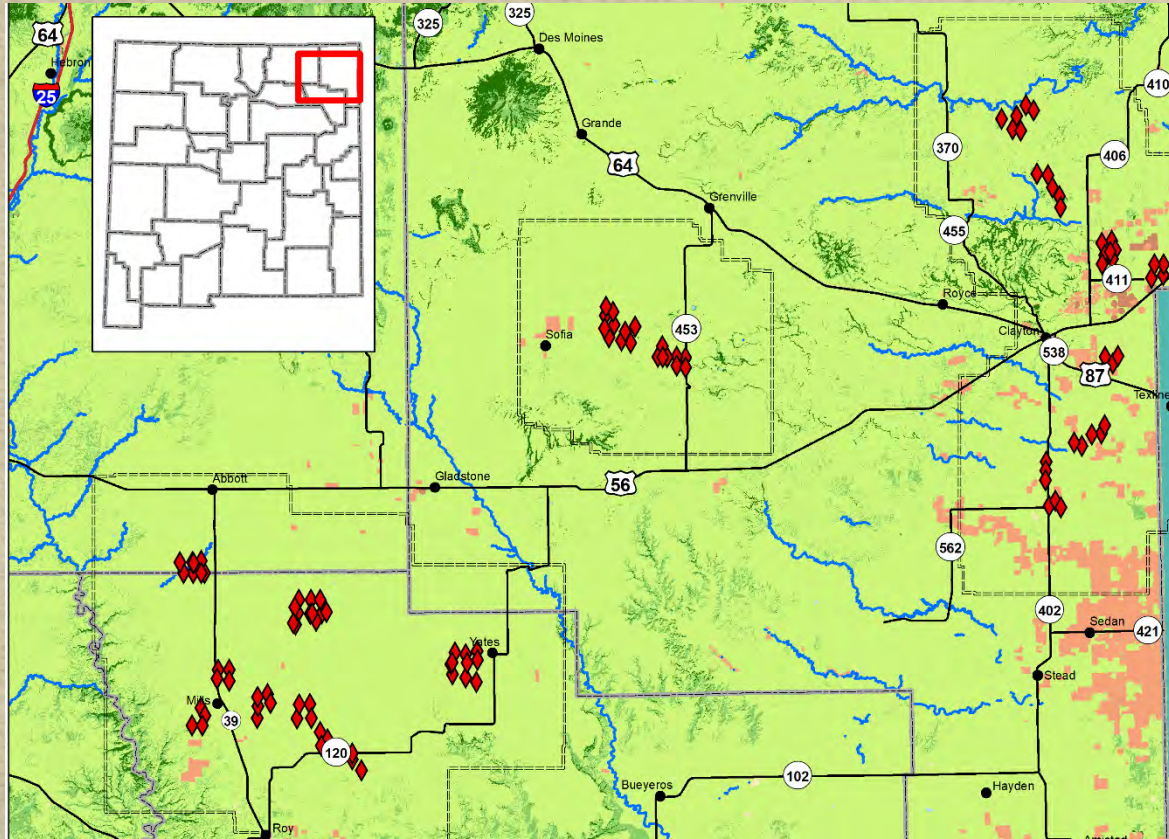 325
325
64
Des Moines
Hebron
25
410
Grande
370
406
64
Grenville
455
411
Royce
Sofia
453
Clayton
538
87
Texline
Abbott
Gladstone
56
562
402
Sedan
421
Yates
Stead
Mills
39
120
102
Bueyeros
Hayden
Roy